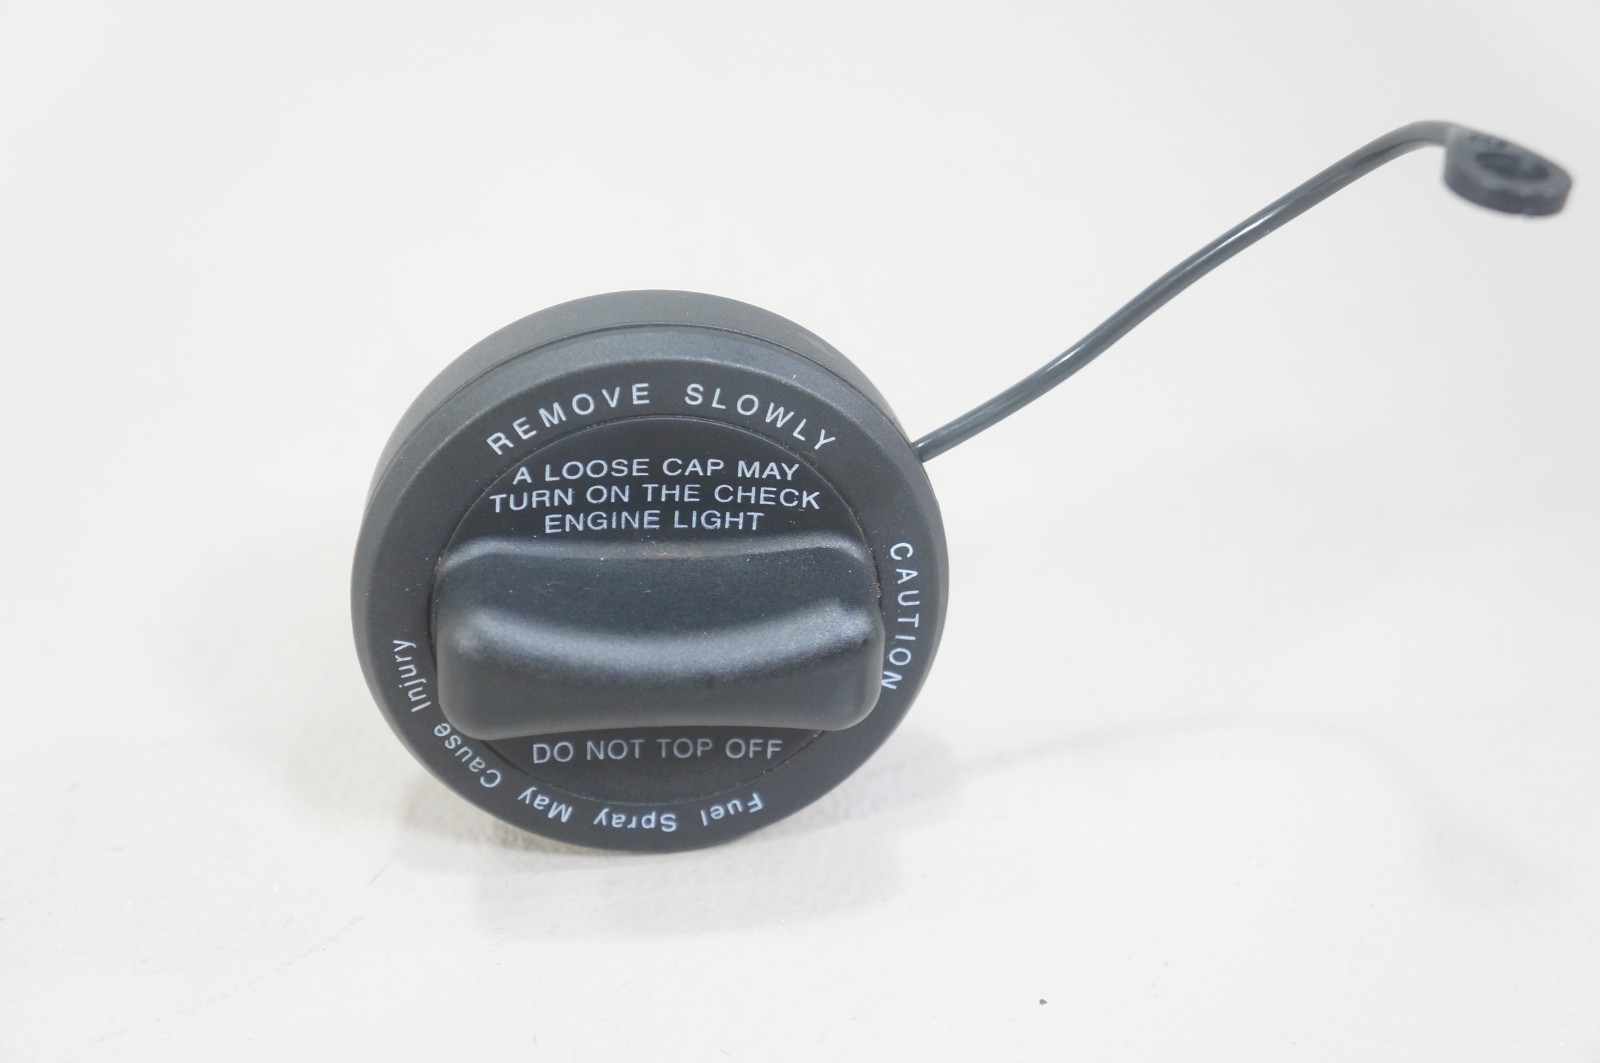 REMOVE SLOWLY
A LOOSE CAP MAY
TURN ON THE CHECK
ENGINE LIGHT
CAUTION
DO NOT TOP OFF
Fuel Spray May Cause Injury